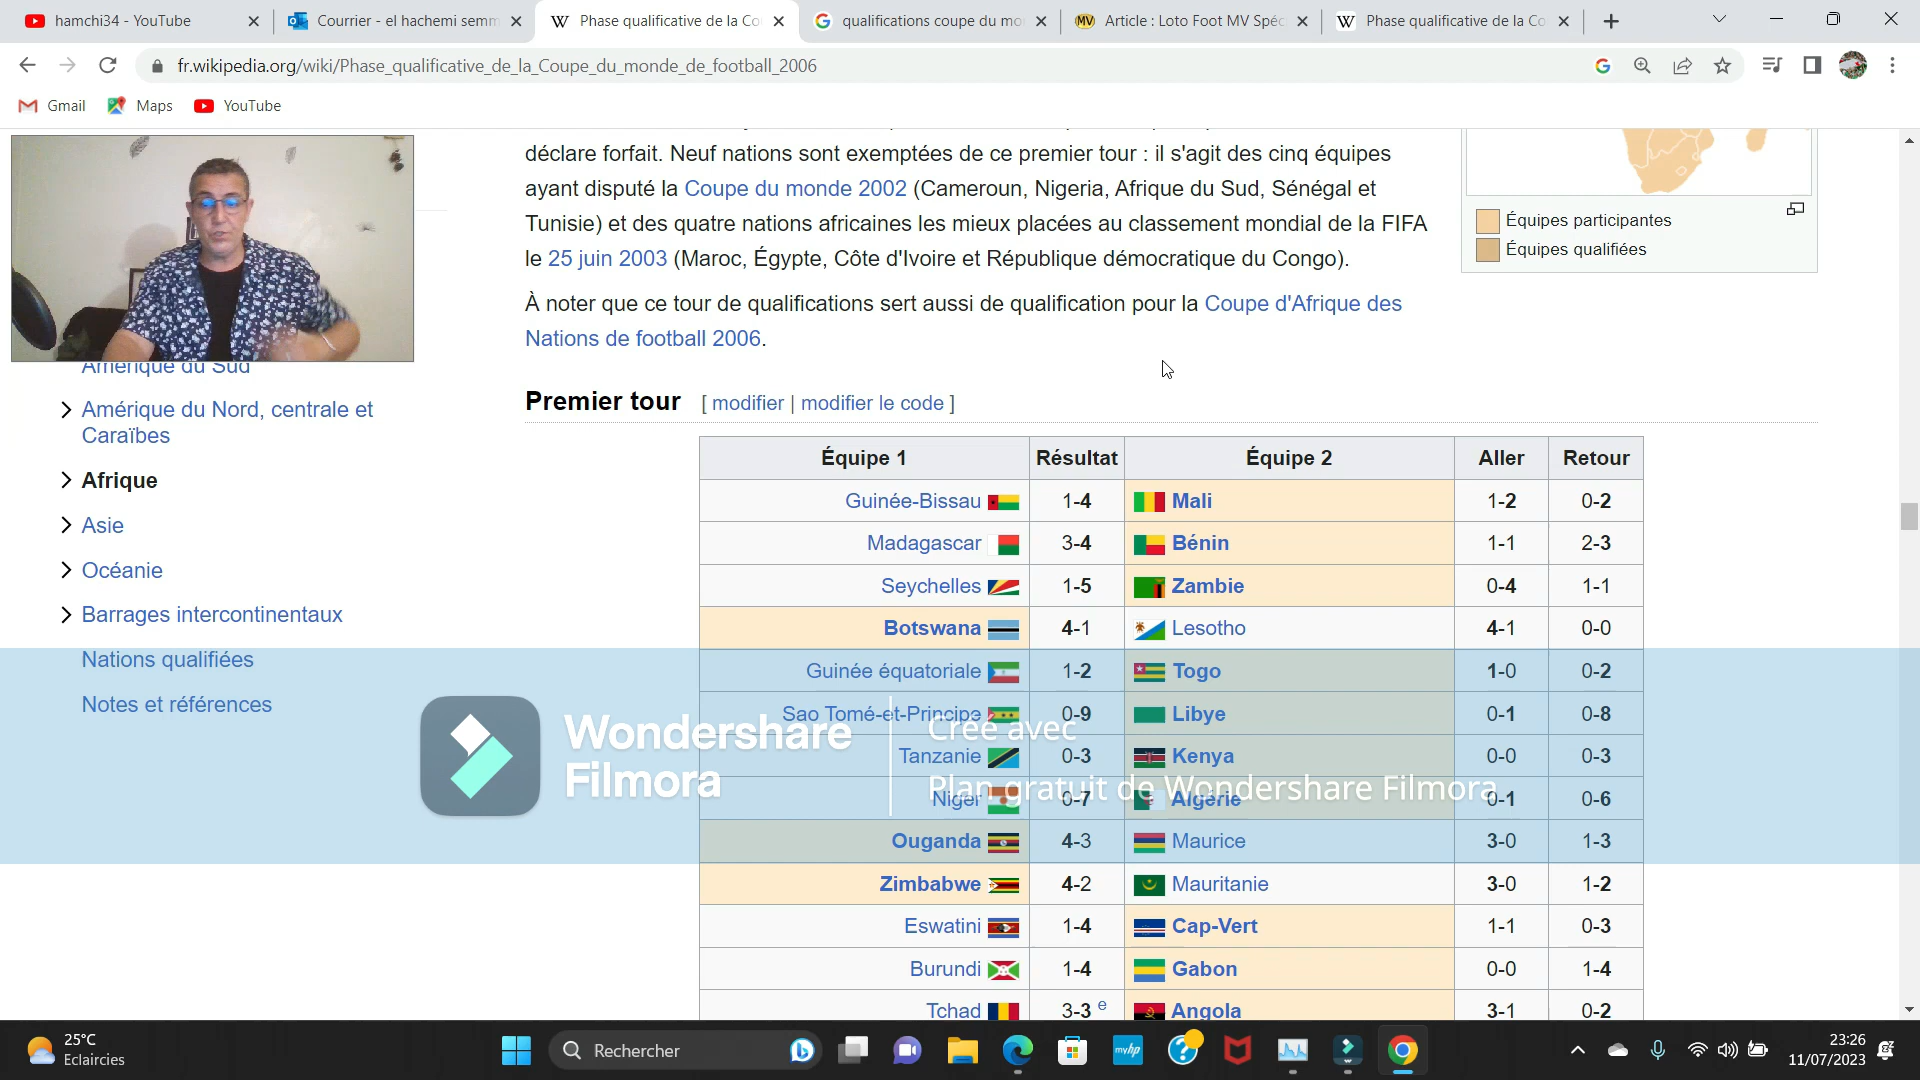 hamchi34 - YouTube
Courrier - el hachemi semm
Phase qualificative de la Co
qualifications coupe du mo
Article : Loto Foot MV Spéc
Phase qualificative de la Co
fr.wikipedia.org/wiki/Phase_qualificative_de_la_Coupe_du_monde_de_football_2006
Gmail Maps YouTube
déclare forfait. Neuf nations sont exemptées de ce premier tour : il s'agit des cinq équipes
ayant disputé la Coupe du monde 2002 (Cameroun, Nigeria, Afrique du Sud, Sénégal et
Tunisie) et des quatre nations africaines les mieux placées au classement mondial de la FIFA
le 25 juin 2003 (Maroc, Égypte, Côte d'Ivoire et République démocratique du Congo).
À noter que ce tour de qualifications sert aussi de qualification pour la Coupe d'Afrique des
Nations de football 2006.
Équipes participantes
Équipes qualifiées
Amérique du Sud
Amérique du Nord, centrale et
Caraïbes
Afrique
Asie
Océanie
Barrages intercontinentaux
Nations qualifiées
Notes et références
Premier tour [ modifier | modifier le code ]
Équipe 1 Résultat Équipe 2 Aller Retour
Guinée-Bissau 1-4 Mali 1-2 0-2
Madagascar 3-4 Bénin 1-1 2-3
Seychelles 1-5 Zambie 0-4 1-1
Botswana 4-1 Lesotho 4-1 0-0
Guinée équatoriale 1-2 Togo 1-0 0-2
Sao Tomé-et-Principe 0-9 Libye 0-1 0-8
Tanzanie 0-3 Kenya 0-0 0-3
Niger 0-7 Algérie 0-1 0-6
Ouganda 4-3 Maurice 3-0 1-3
Zimbabwe 4-2 Mauritanie 3-0 1-2
Eswatini 1-4 Cap-Vert 1-1 0-3
Burundi 1-4 Gabon 0-0 1-4
Tchad 3-3 e Angola 3-1 0-2
Wondershare
Filmora
Créé avec
Plan gratuit de Wondershare Filmora
25°C
Eclaircies
Rechercher
myhp
23:26
11/07/2023